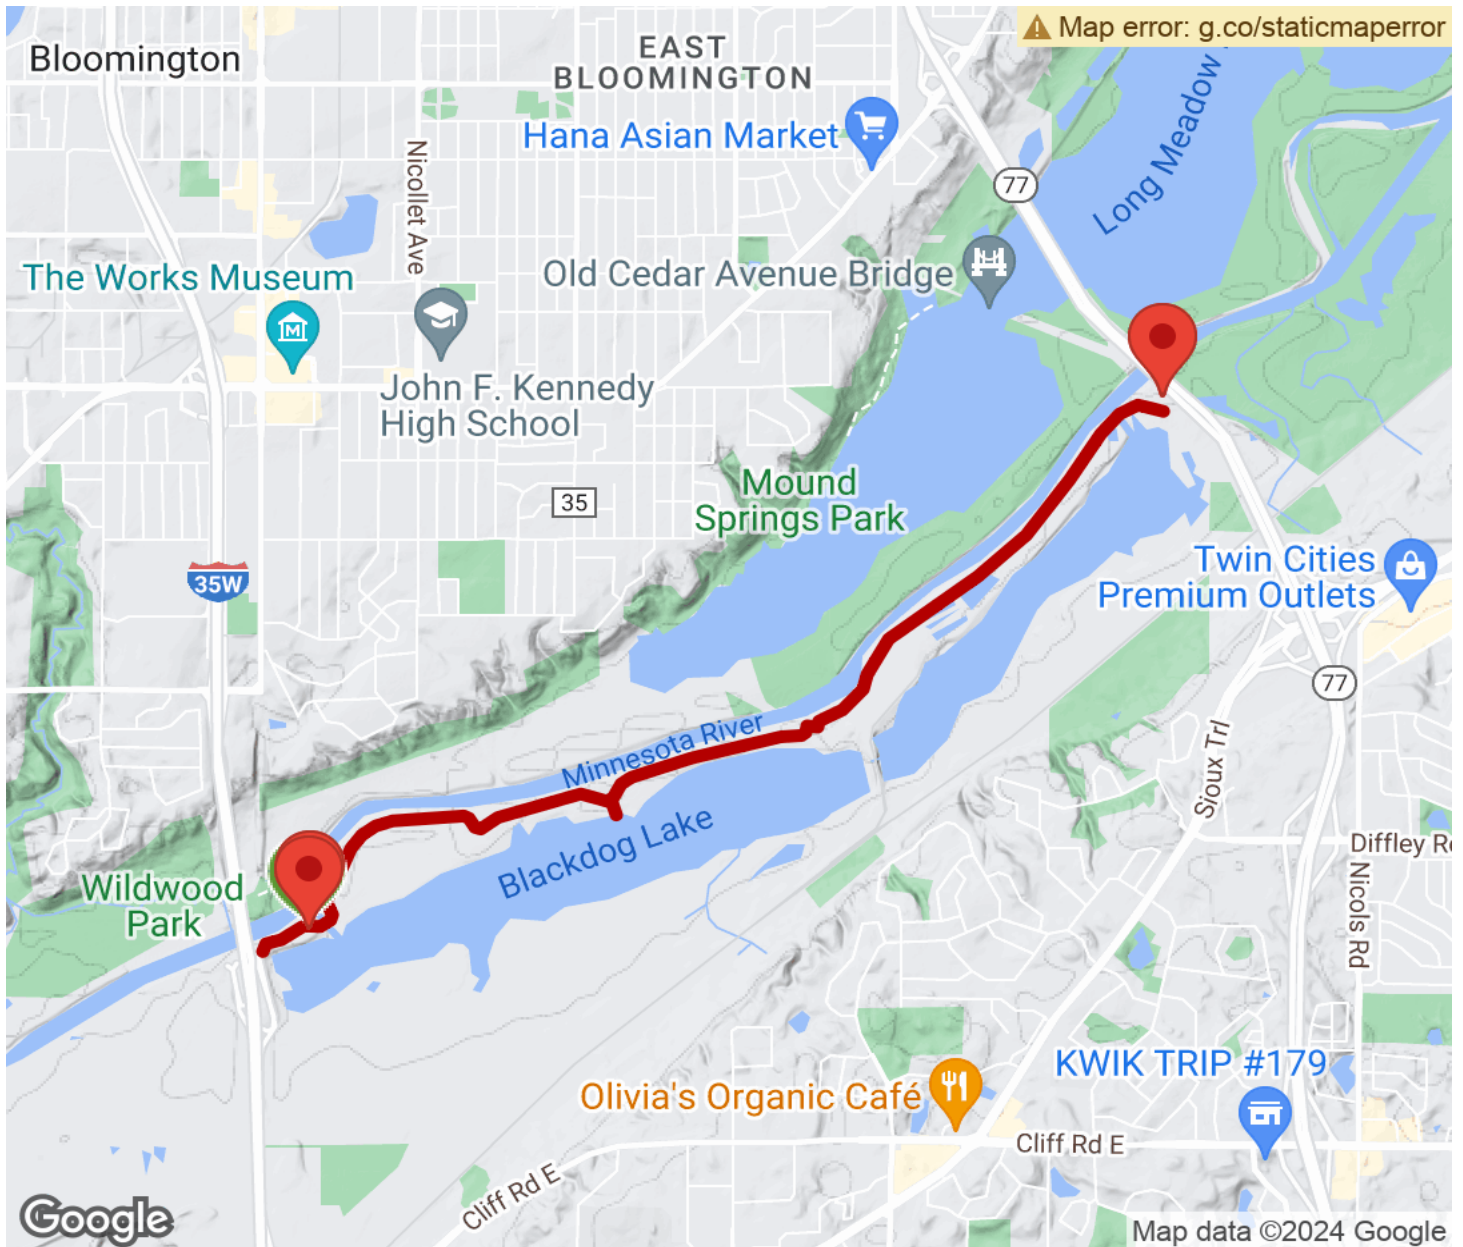 Map error: g.co/staticmaperror
Bloomington
EAST
BLOOMINGTON
Hana Asian Market
Long Meadow
77
Nicollet Ave
The Works Museum
Old Cedar Avenue Bridge
John F. Kennedy
High School
35
Mound
Springs Park
35W
Twin Cities
Premium Outlets
77
Minnesota River
Sioux Trl
Blackdog Lake
Diffley R
Wildwood
Park
Nicols Rd
KWIK TRIP #179
Olivia's Organic Café
Cliff Rd E
Cliff Rd E
Google
Map data ©2024 Google